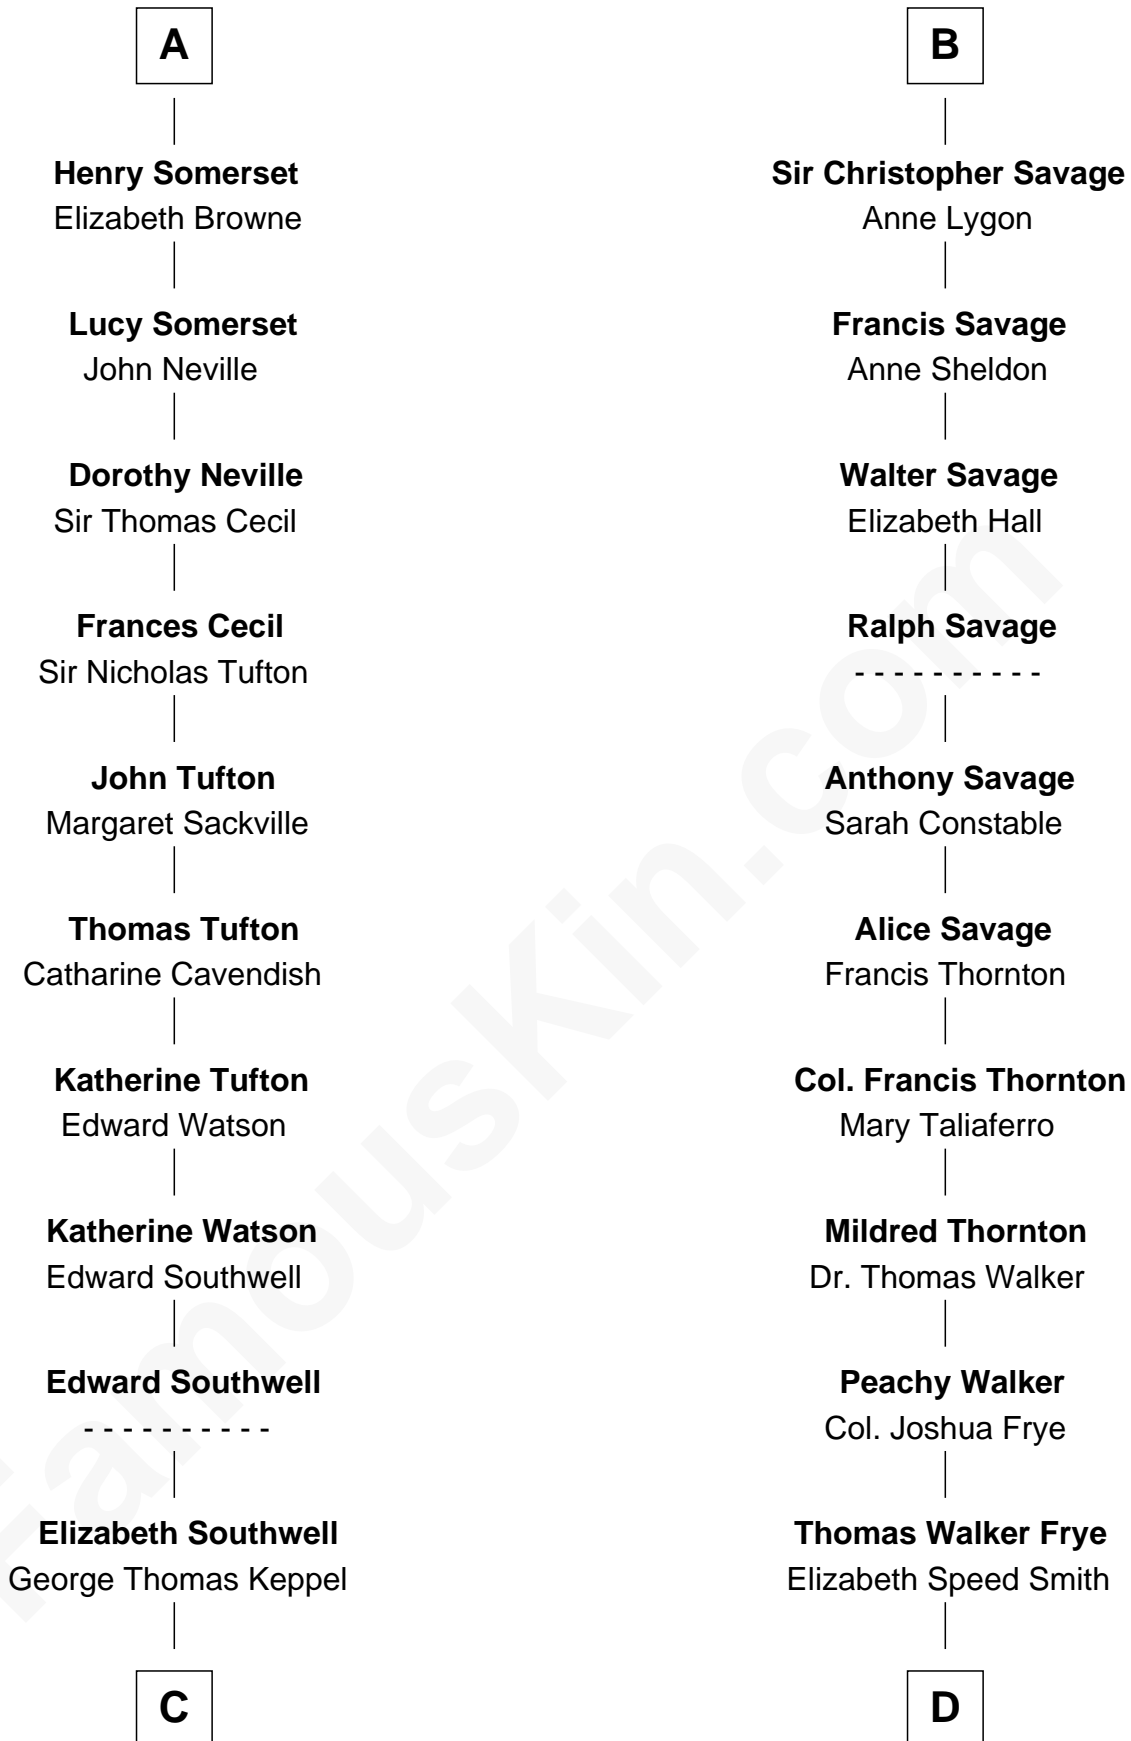 A
Henry Somerset
Elizabeth Browne
Lucy Somerset
John Neville
Dorothy Neville
Sir Thomas Cecil
Frances Cecil
Sir Nicholas Tufton
John Tufton
Margaret Sackville
Thomas Tufton
Catharine Cavendish
Katherine Tufton
Edward Watson
Katherine Watson
Edward Southwell
Edward Southwell
- - - - - - - - - -
Elizabeth Southwell
George Thomas Keppel
C
B
Sir Christopher Savage
Anne Lygon
Francis Savage
Anne Sheldon
Walter Savage
Elizabeth Hall
Ralph Savage
- - - - - - - - - -
Anthony Savage
Sarah Constable
Alice Savage
Francis Thornton
Col. Francis Thornton
Mary Taliaferro
Mildred Thornton
Dr. Thomas Walker
Peachy Walker
Col. Joshua Frye
Thomas Walker Frye
Elizabeth Speed Smith
D
FamousKin.com